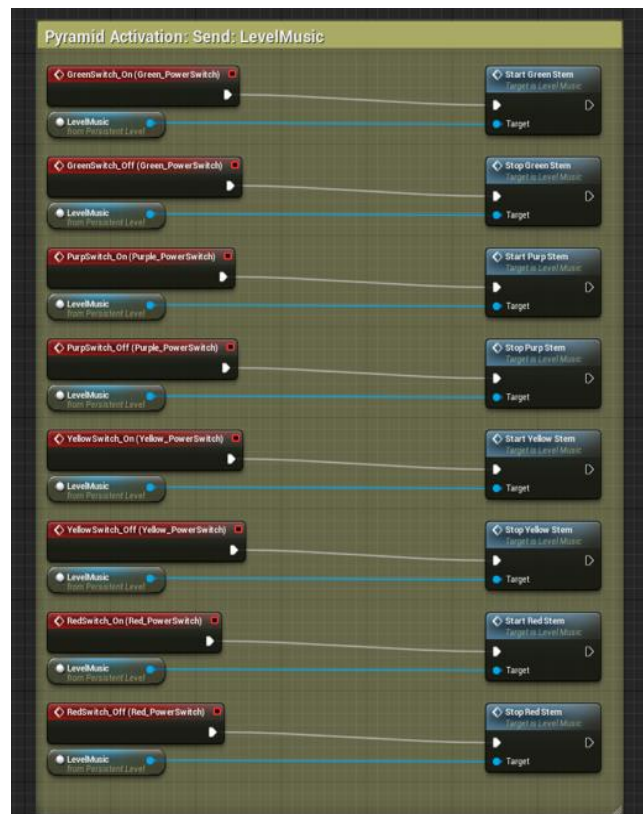 Pyramid Activation: Send: LevelMusic
GreenSwitch_On (Green_PowerSwitch)
Start Green Stem
Target is Level Music
LevelMusic
from Persistent Level
Target
GreenSwitch_Off (Green_PowerSwitch)
Stop Green Stem
Target is Level Music
LevelMusic
from Persistent Level
Target
PurpSwitch_On (Purple_PowerSwitch)
Start Purp Stem
Target is Level Music
LevelMusic
from Persistent Level
Target
PurpSwitch_Off (Purple_PowerSwitch)
Stop Purp Stem
Target is Level Music
LevelMusic
from Persistent Level
Target
YellowSwitch_On (Yellow_PowerSwitch)
Start Yellow Stem
Target is Level Music
LevelMusic
from Persistent Level
Target
YellowSwitch_Off (Yellow_PowerSwitch)
Stop Yellow Stem
Target is Level Music
LevelMusic
from Persistent Level
Target
RedSwitch_On (Red_PowerSwitch)
Start Red Stem
Target is Level Music
LevelMusic
from Persistent Level
Target
RedSwitch_Off (Red_PowerSwitch)
Stop Red Stem
Target is Level Music
LevelMusic
from Persistent Level
Target